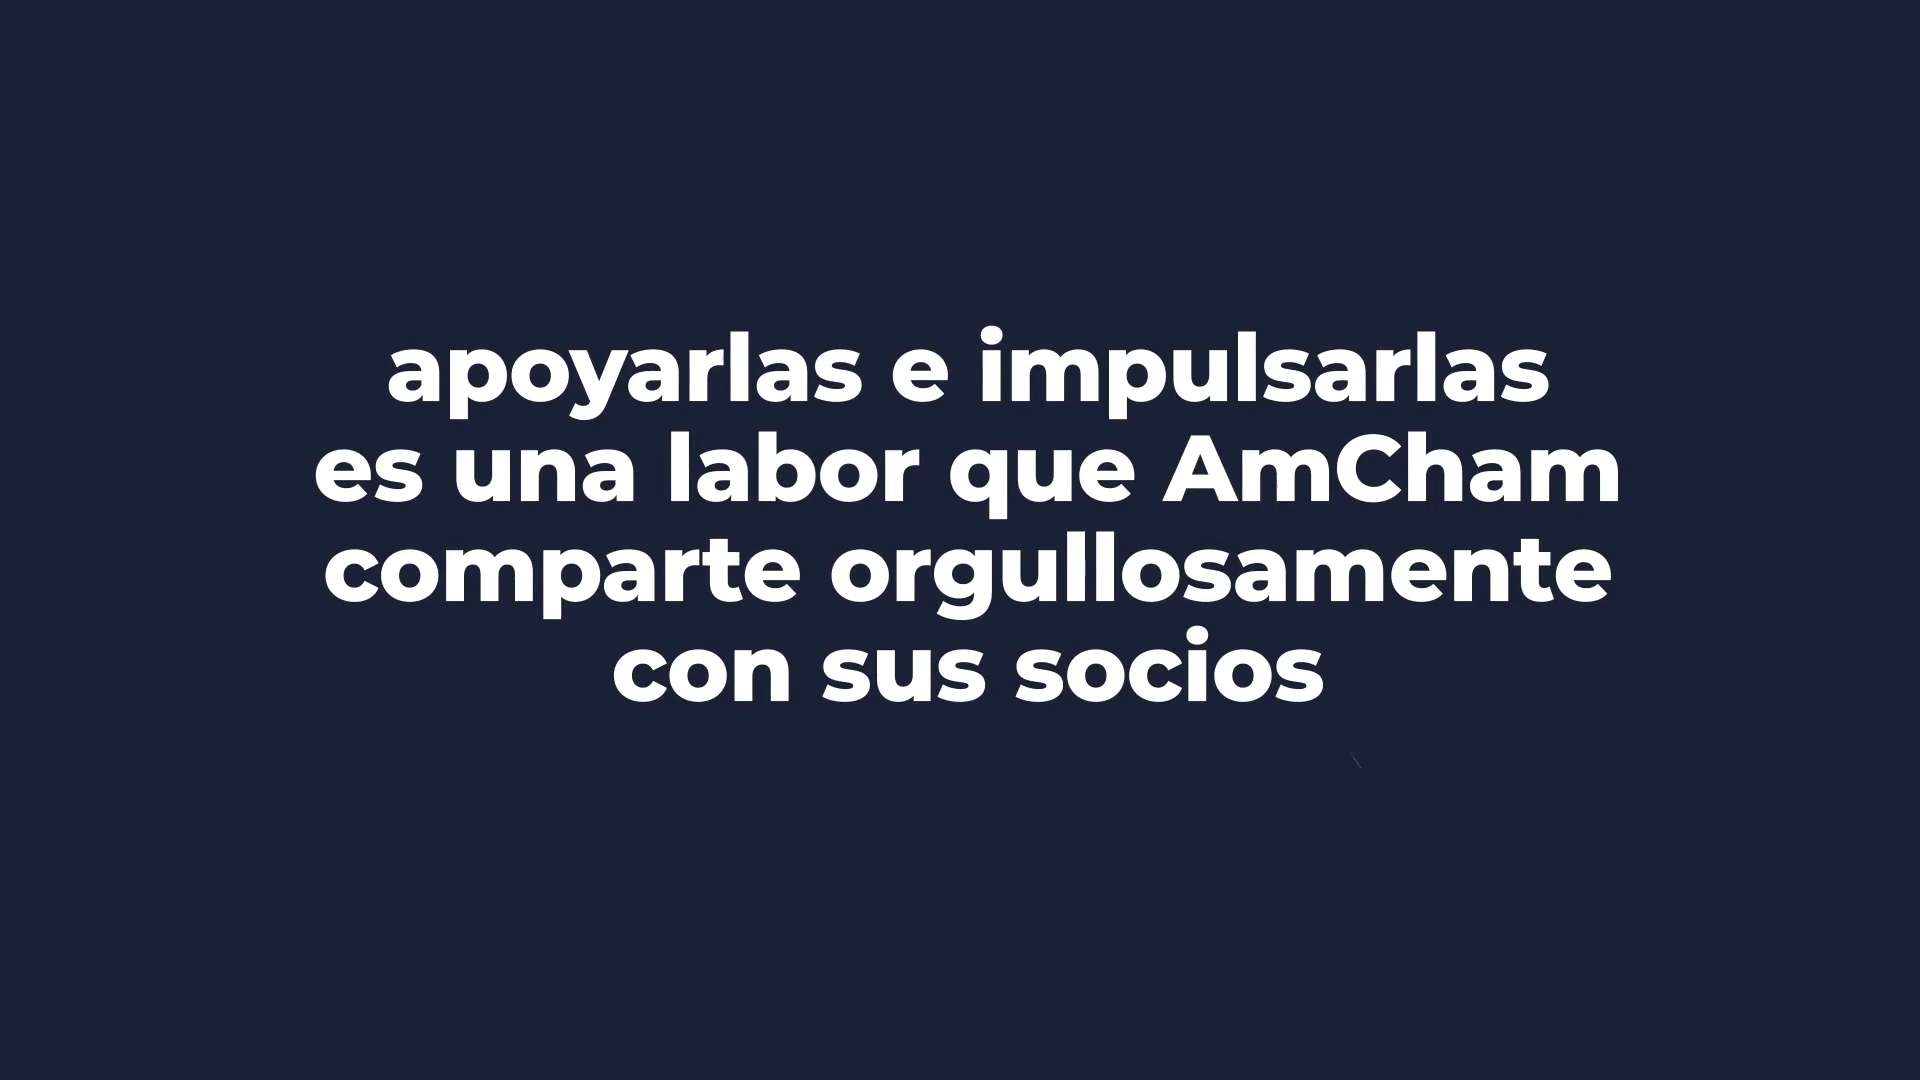 apoyarlas e impulsarlas
es una labor que AmCham
comparte orgullosamente
con sus socios